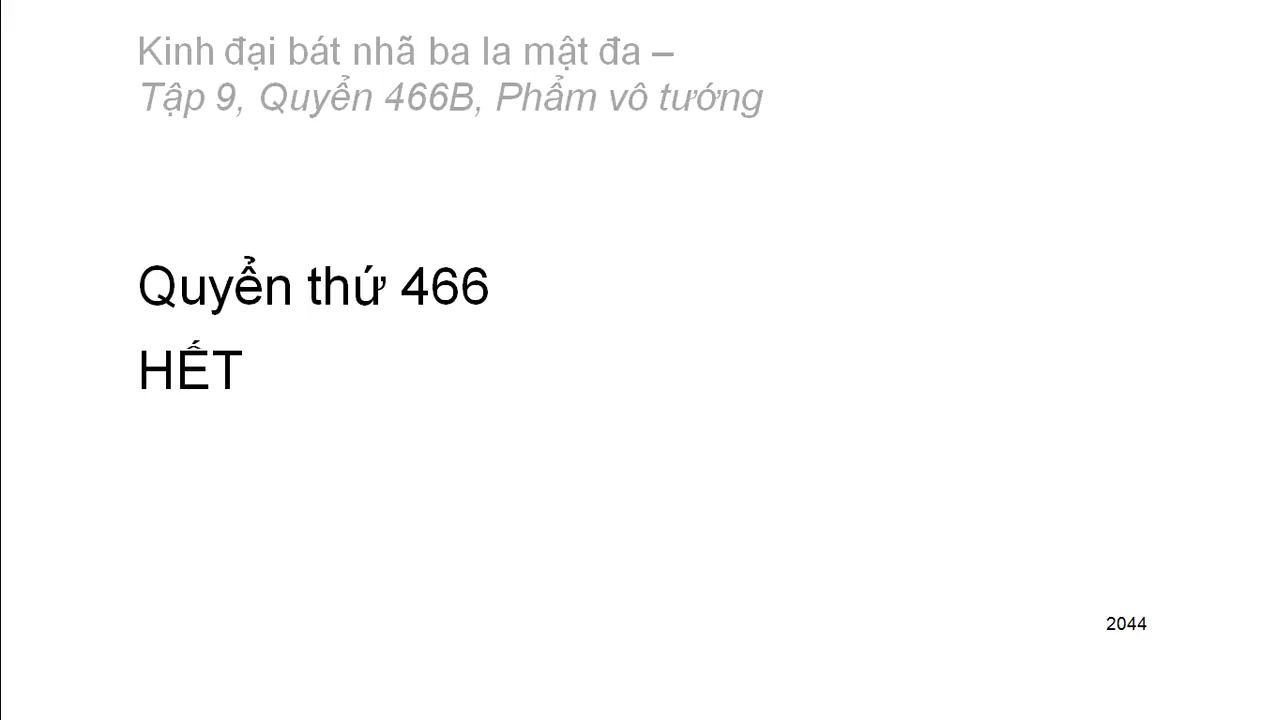 Kinh đại bát nhã ba la mật đa –
Tập 9, Quyển 466B, Phẩm vô tướng
Quyển thứ 466
HẾT
2044